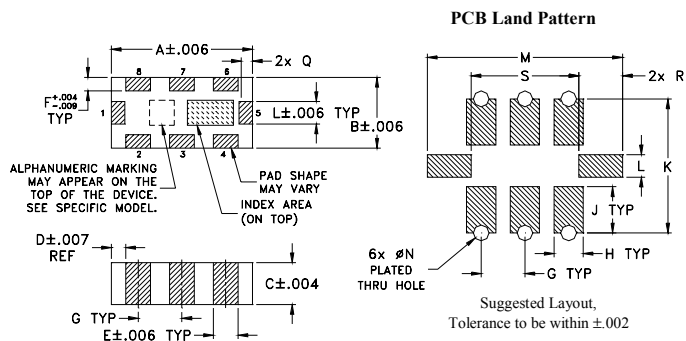 PCB Land Pattern
A±.006
2x Q
8 7 6
F+.004
-.009
TYP
1
5
L±.006 TYP
B±.006
2 3 4
ALPHANUMERIC MARKING
MAY APPEAR ON THE
TOP OF THE DEVICE.
SEE SPECIFIC MODEL.
PAD SHAPE
MAY VARY
INDEX AREA
(ON TOP)
D±.007
REF
C±.004
G TYP
E±.006 TYP
M
S
2x R
L
K
J TYP
H TYP
G TYP
6x ØN
PLATED
THRU HOLE
Suggested Layout,
Tolerance to be within ±.002